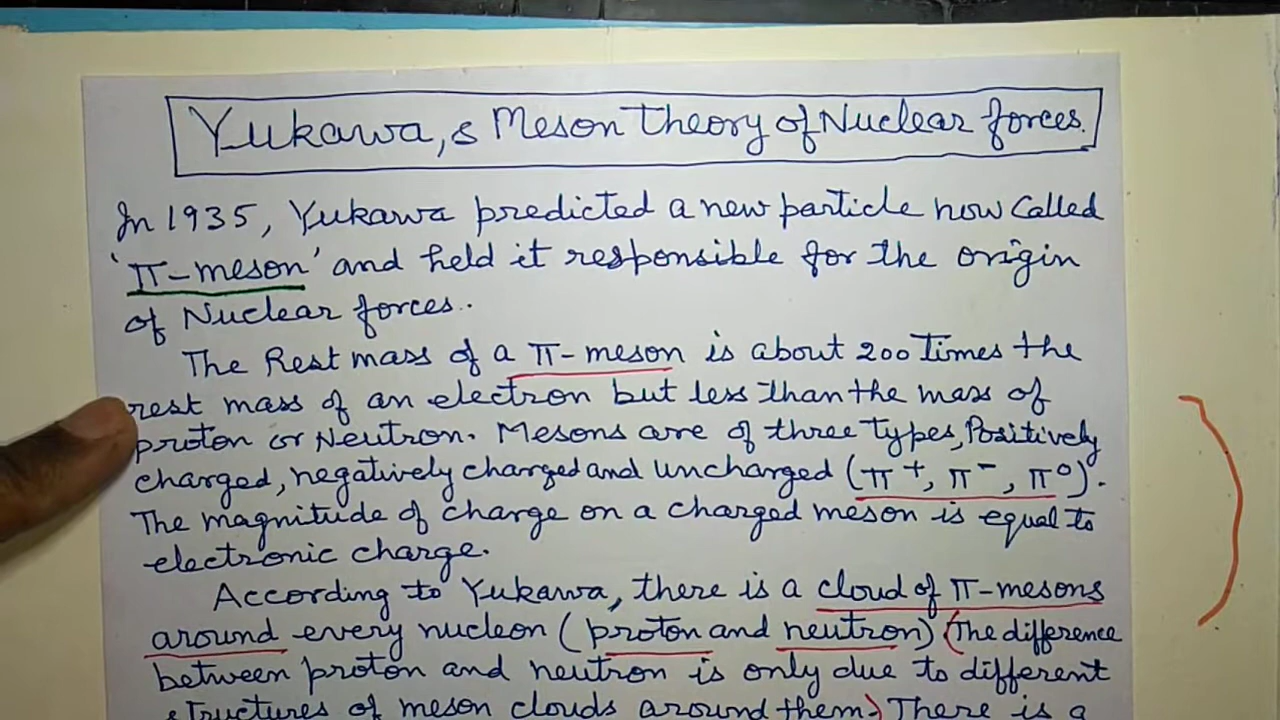 Yukawa,s Meson Theory of Nuclear forces.
In 1935, Yukawa predicted a new particle now Called
'π-meson' and held it responsible for the origin
of Nuclear forces..
The Rest mass of a π-meson is about 200 Times the
rest mass of an electron but less than the mass of
proton or Neutron. Mesons are of three types, Positively
charged, negatively charged and uncharged (π+, π-, π0).
The magnitude of charge on a charged meson is equal to
electronic charge.
According to Yukawa, there is a cloud of π-mesons
around every nucleon (proton and neutron) (The difference
between proton and neutron is only due to different
structures of meson clouds around them) There is a